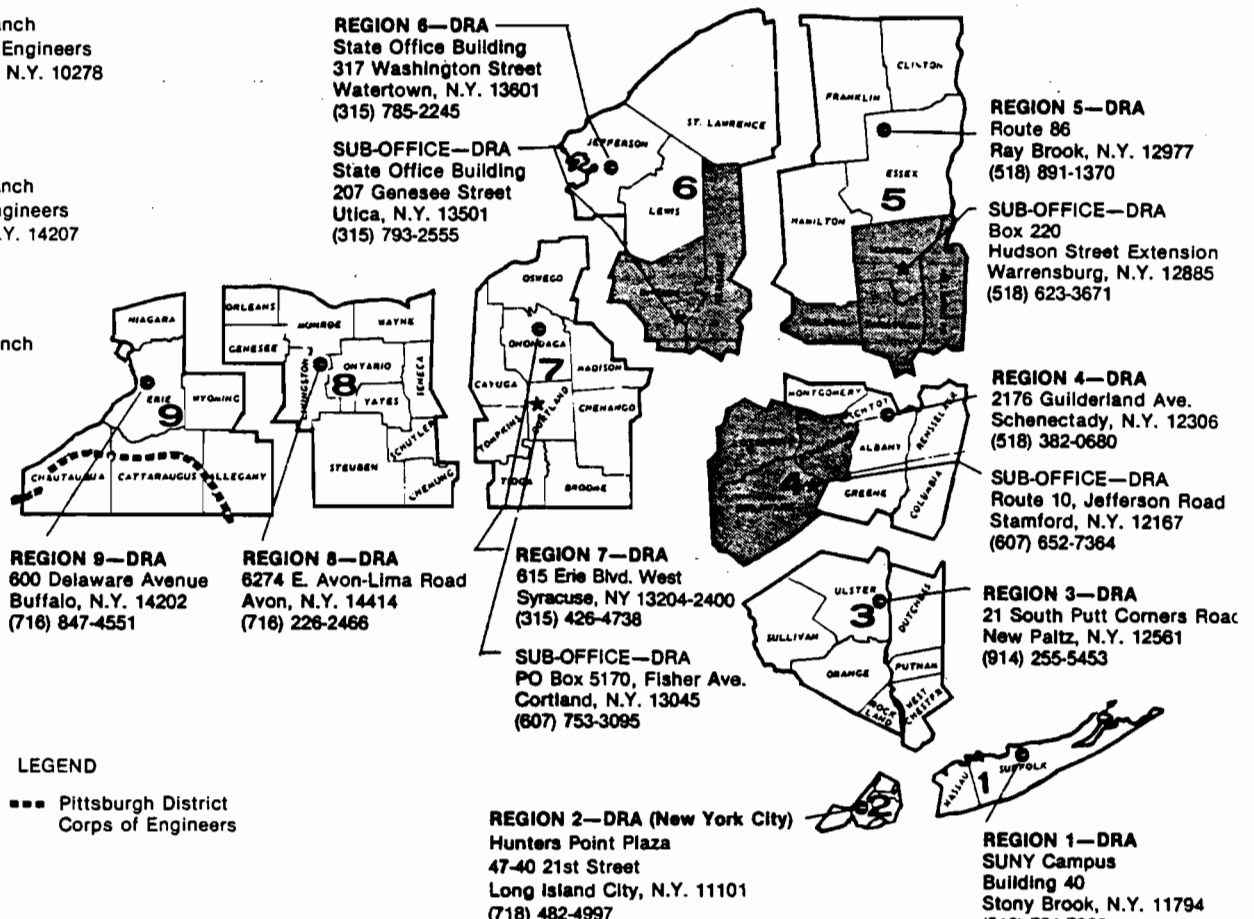 nch
Engineers
N.Y. 10278
nch
gineers
.Y. 14207
nch
REGION 6—DRA
State Office Building
317 Washington Street
Watertown, N.Y. 13601
(315) 785-2245
SUB-OFFICE—DRA
State Office Building
207 Genesee Street
Utica, N.Y. 13501
(315) 793-2555
ST. LAWRENCE
JEFFERSON
6
LEWIS
CLINTON
FRANKLIN
ESSEX
5
HAMILTON
REGION 5—DRA
Route 86
Ray Brook, N.Y. 12977
(518) 891-1370
SUB-OFFICE—DRA
Box 220
Hudson Street Extension
Warrensburg, N.Y. 12885
(518) 623-3671
NIAGARA
ERIE
9
WYOMING
CHAUTAUQUA
CATTARAUGUS
ALLEGANY
ORLEANS
MONROE
WAYNE
GENESEE
LIVINGSTON
8
ONTARIO
SENECA
YATES
STEUBEN
SCHUYLER
CHEMUNG
OSWEGO
ONONDAGA
7
MADISON
CAYUGA
CORTLAND
CHENANGO
TOMPKINS
TIOGA
BROOME
MONTGOMERY
ALBANY
RENSSELAER
4
GREENE
COLUMBIA
REGION 4—DRA
2176 Guilderland Ave.
Schenectady, N.Y. 12306
(518) 382-0680
SUB-OFFICE—DRA
Route 10, Jefferson Road
Stamford, N.Y. 12167
(607) 652-7364
REGION 9—DRA
600 Delaware Avenue
Buffalo, N.Y. 14202
(716) 847-4551
REGION 8—DRA
6274 E. Avon-Lima Road
Avon, N.Y. 14414
(716) 226-2466
REGION 7—DRA
615 Erie Blvd. West
Syracuse, NY 13204-2400
(315) 426-4738
SUB-OFFICE—DRA
PO Box 5170, Fisher Ave.
Cortland, N.Y. 13045
(607) 753-3095
ULSTER
3
DUTCHESS
SULLIVAN
ORANGE
PUTNAM
ROCK
LAND
WEST
CHESTER
REGION 3—DRA
21 South Putt Corners Road
New Paltz, N.Y. 12561
(914) 255-5453
LEGEND
Pittsburgh District
Corps of Engineers
NASSAU
1
SUFFOLK
2
REGION 2—DRA (New York City)
Hunters Point Plaza
47-40 21st Street
Long Island City, N.Y. 11101
(718) 482-4997
REGION 1—DRA
SUNY Campus
Building 40
Stony Brook, N.Y. 11794